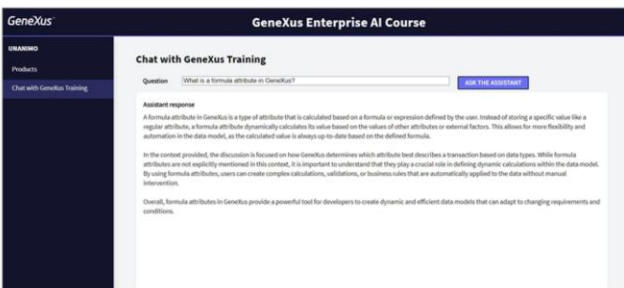 GeneXus
GeneXus Enterprise AI Course
UNANIMO
Products
Chat with GeneXus Training
Chat with GeneXus Training
Question What is a formula attribute in GeneXus? ASK THE ASSISTANT
Assistant response
A formula attribute in GeneXus is a type of attribute that is calculated based on a formula or expression defined by the user. Instead of storing a specific value like a
regular attribute, a formula attribute dynamically calculates its value based on the values of other attributes or external factors. This allows for more flexibility and
automation in the data model, as the calculated value is always up-to-date based on the defined formula.
In the context provided, the discussion is focused on how GeneXus determines which attribute best describes a transaction based on data types. While formula
attributes are not explicitly mentioned in this context, it is important to understand that they play a crucial role in defining dynamic calculations within the data model.
By using formula attributes, users can create complex calculations, validations, or business rules that are automatically applied to the data without manual
intervention.
Overall, formula attributes in GeneXus provide a powerful tool for developers to create dynamic and efficient data models that can adapt to changing requirements and
conditions.